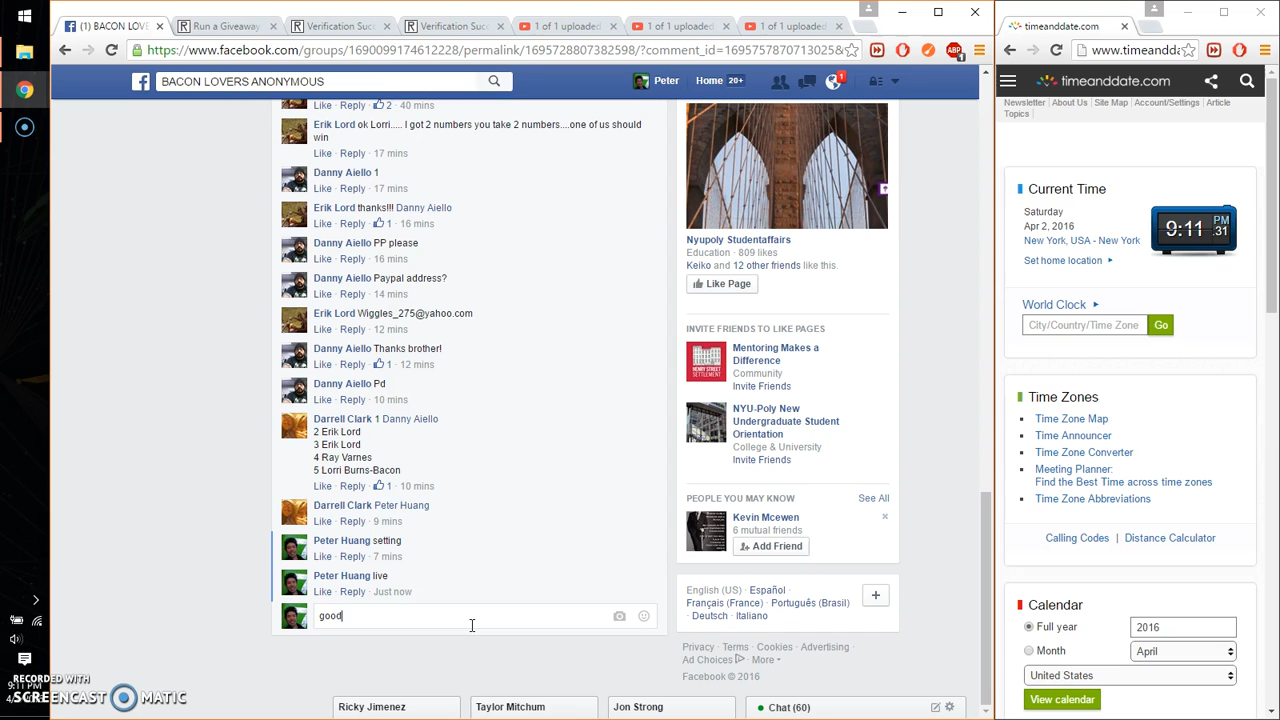 (1) BACON LOVE
Run a Giveaway
Verification Succ
Verification Succ
1 of 1 uploaded
1 of 1 uploaded
1 of 1 uploaded
timeanddate.com
https://www.facebook.com/groups/1690099174612228/permalink/1695728807382598/?comment_id=1695757870713025&
www.timeandda
BACON LOVERS ANONYMOUS
Peter
Home 20+
1
timeanddate.com
Newsletter About Us Site Map Account/Settings Article
Topics
Like · Reply · 2 · 40 mins
Erik Lord ok Lorri..... I got 2 numbers you take 2 numbers....one of us should
win
Like · Reply · 17 mins
Danny Aiello 1
Like · Reply · 17 mins
Erik Lord thanks!!! Danny Aiello
Like · Reply · 1 · 16 mins
Danny Aiello PP please
Like · Reply · 16 mins
Danny Aiello Paypal address?
Like · Reply · 14 mins
Erik Lord Wiggles_275@yahoo.com
Like · Reply · 12 mins
Danny Aiello Thanks brother!
Like · Reply · 1 · 12 mins
Danny Aiello Pd
Like · Reply · 10 mins
Darrell Clark 1 Danny Aiello
2 Erik Lord
3 Erik Lord
4 Ray Varnes
5 Lorri Burns-Bacon
Like · Reply · 1 · 10 mins
Darrell Clark Peter Huang
Like · Reply · 9 mins
Peter Huang setting
Like · Reply · 7 mins
Peter Huang live
Like · Reply · Just now
good
Nyupoly Studentaffairs
Education · 809 likes
Keiko and 12 other friends like this.
Like Page
INVITE FRIENDS TO LIKE PAGES
Mentoring Makes a
Difference
Community
Invite Friends
NYU-Poly New
Undergraduate Student
Orientation
College & University
Invite Friends
PEOPLE YOU MAY KNOW See All
Kevin Mcewen
6 mutual friends
Add Friend
English (US) · Español ·
Français (France) · Português (Brasil)
· Deutsch · Italiano
Privacy · Terms · Cookies · Advertising ·
Ad Choices · More
Facebook © 2016
Ricky Jiminez
Taylor Mitchum
Jon Strong
Chat (60)
Current Time
Saturday
Apr 2, 2016
New York, USA - New York
Set home location
9:11 PM 31
World Clock
City/Country/Time Zone
Go
Time Zones
Time Zone Map
Time Announcer
Time Zone Converter
Meeting Planner:
Find the Best Time across time zones
Time Zone Abbreviations
Calling Codes | Distance Calculator
Calendar
Full year 2016
Month April
United States
View calendar
9:11 PM
RECORDED WITH
SCREENCAST MATIC